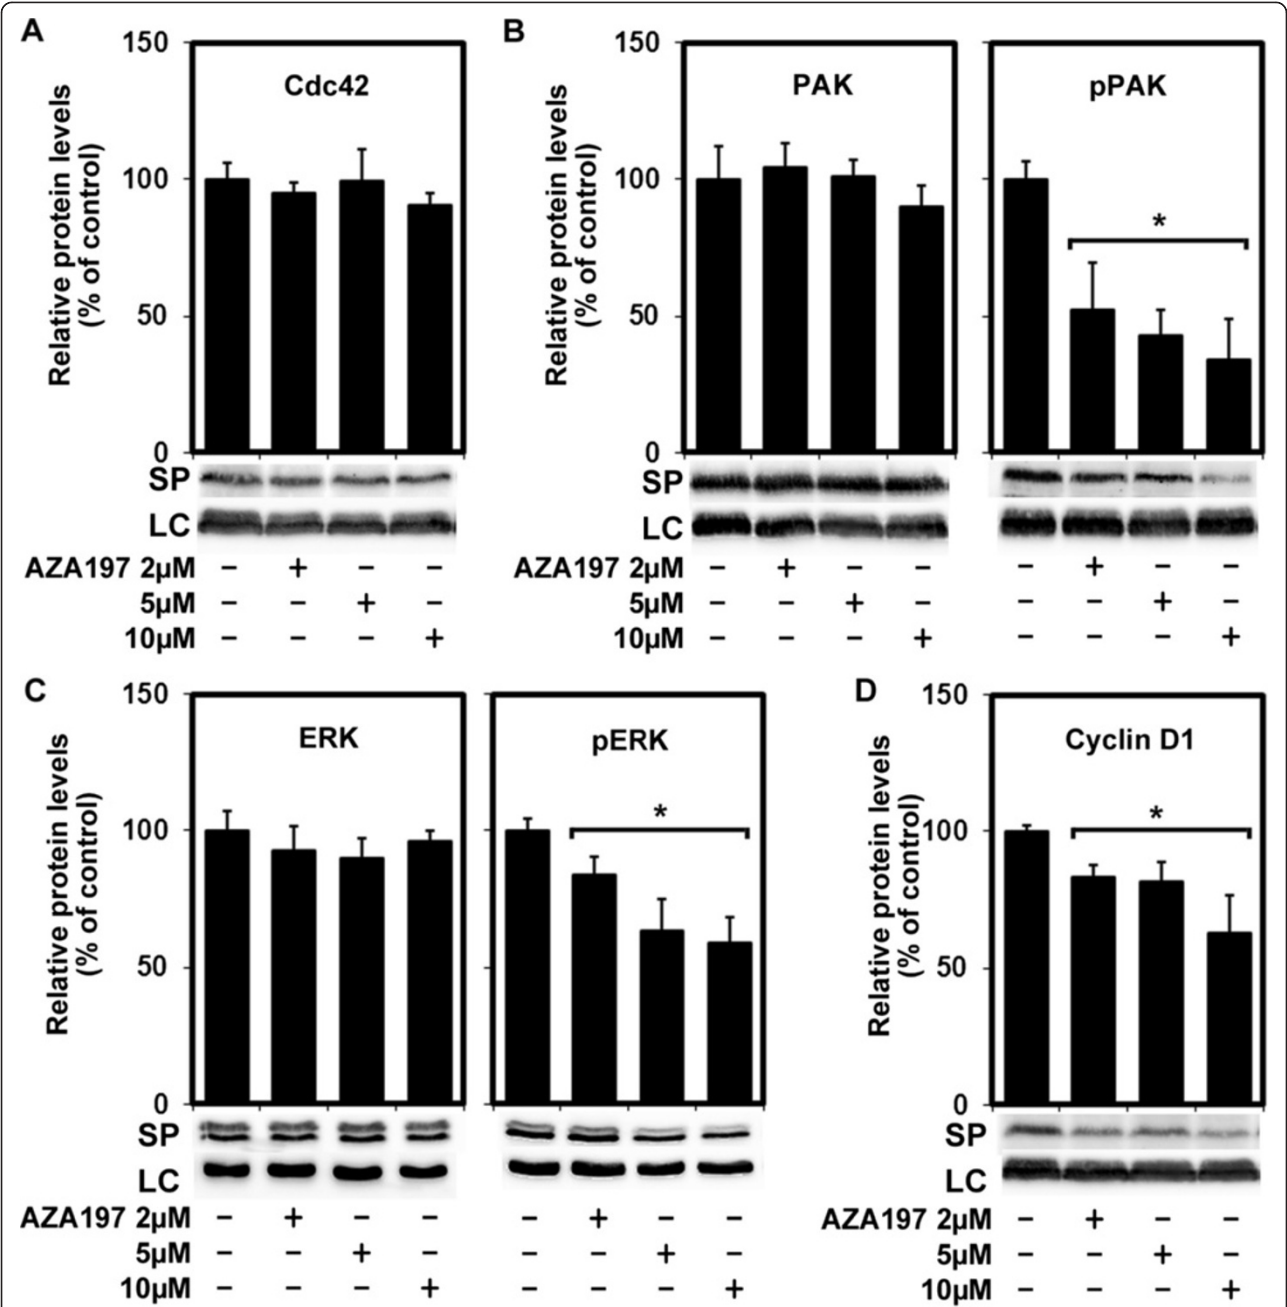 A
150
100
50
0
Relative protein levels
(% of control)
Cdc42
SP
LC
AZA197 2µM – + – –
5µM – – + –
10µM – – – +
B
150
100
50
0
Relative protein levels
(% of control)
PAK
pPAK
*
SP
LC
AZA197 2µM – + – – – + – –
5µM – – + – – – + –
10µM – – – + – – – +
C
150
100
50
0
Relative protein levels
(% of control)
ERK
pERK
*
SP
LC
AZA197 2µM – + – – – + – –
5µM – – + – – – + –
10µM – – – + – – – +
D
150
100
50
0
Relative protein levels
(% of control)
Cyclin D1
*
SP
LC
AZA197 2µM – + – –
5µM – – + –
10µM – – – +